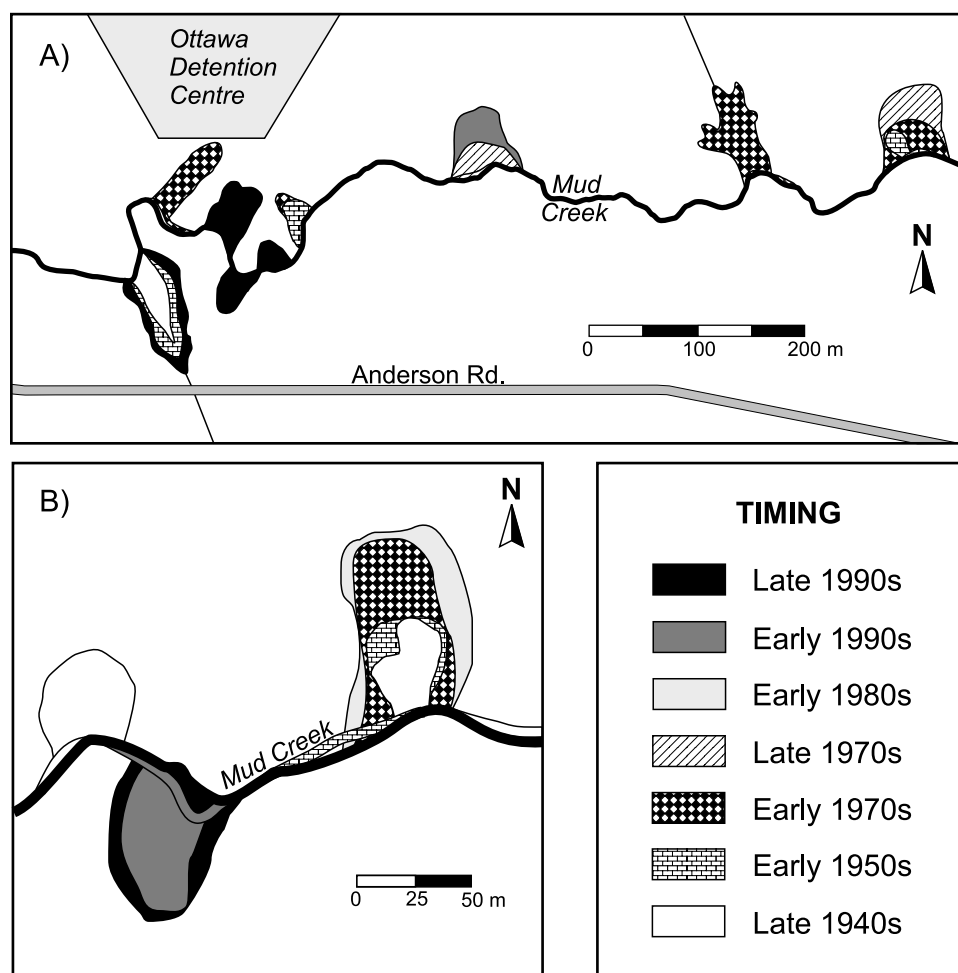 A)
Ottawa
Detention
Centre
Mud
Creek
N
0 100 200 m
Anderson Rd.
B)
N
Mud Creek
0 25 50 m
TIMING
Late 1990s
Early 1990s
Early 1980s
Late 1970s
Early 1970s
Early 1950s
Late 1940s